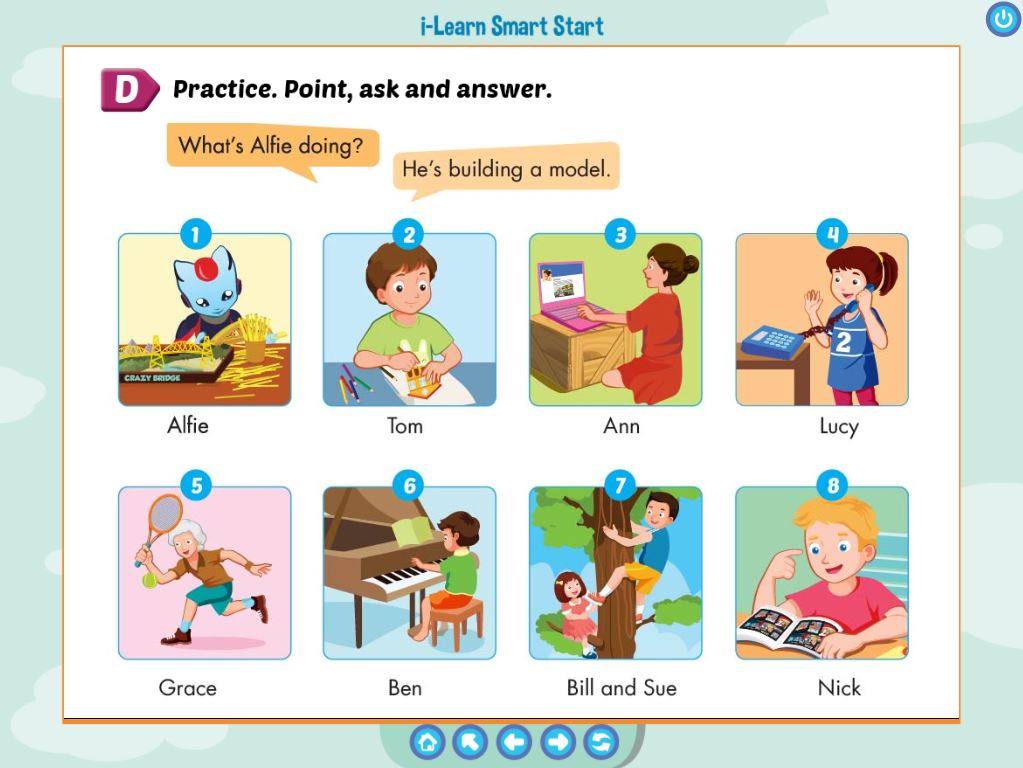 i-Learn Smart Start
D Practice. Point, ask and answer.
What's Alfie doing?
He's building a model.
1
2
3
4
CRAZY BRIDGE
2
Alfie
Tom
Ann
Lucy
5
6
7
8
Grace
Ben
Bill and Sue
Nick